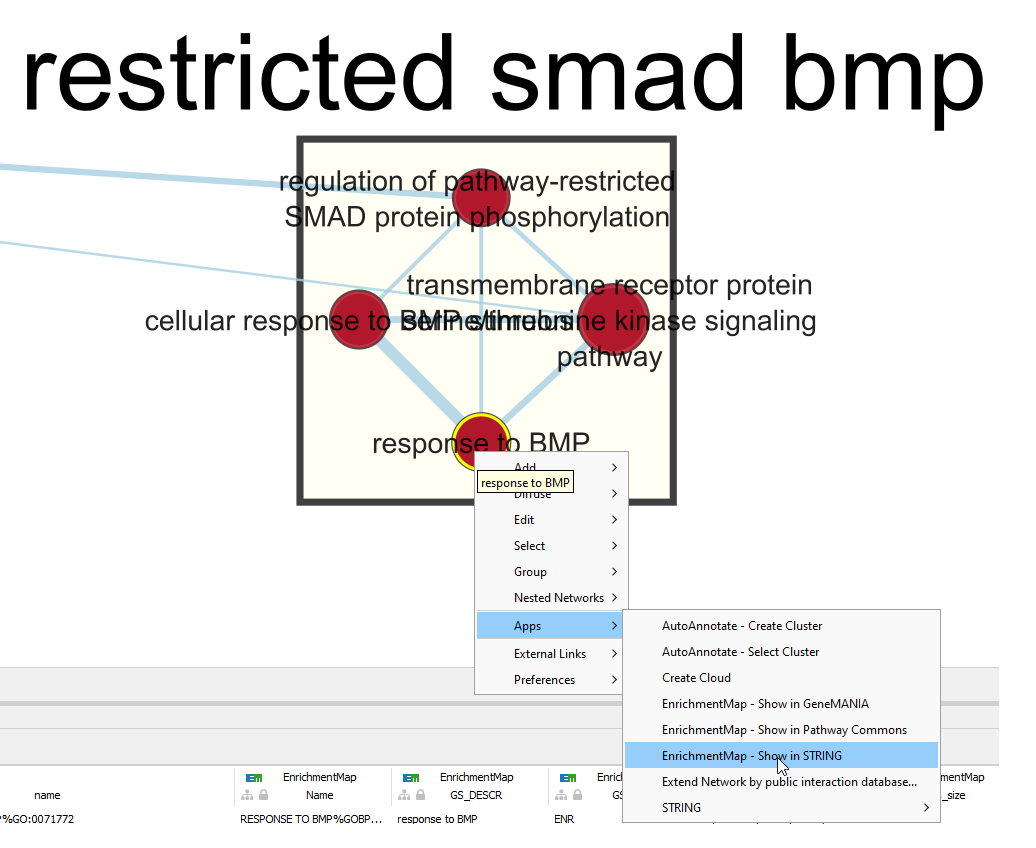 restricted smad bmp
regulation of pathway-restricted
SMAD protein phosphorylation
transmembrane receptor protein
cellular response to BMP stimulus
serine/threonine kinase signaling
pathway
response to BMP
Add
response to BMP
Diffuse
Edit
Select
Group
Nested Networks
Apps
External Links
Preferences
AutoAnnotate - Create Cluster
AutoAnnotate - Select Cluster
Create Cloud
EnrichmentMap - Show in GeneMANIA
EnrichmentMap - Show in Pathway Commons
EnrichmentMap - Show in STRING
Extend Network by public interaction database...
STRING
EnrichmentMap EnrichmentMap Enric mentMap
name Name GS_DESCR GS _size
%GO:0071772 RESPONSE TO BMP%GOBP... response to BMP ENR